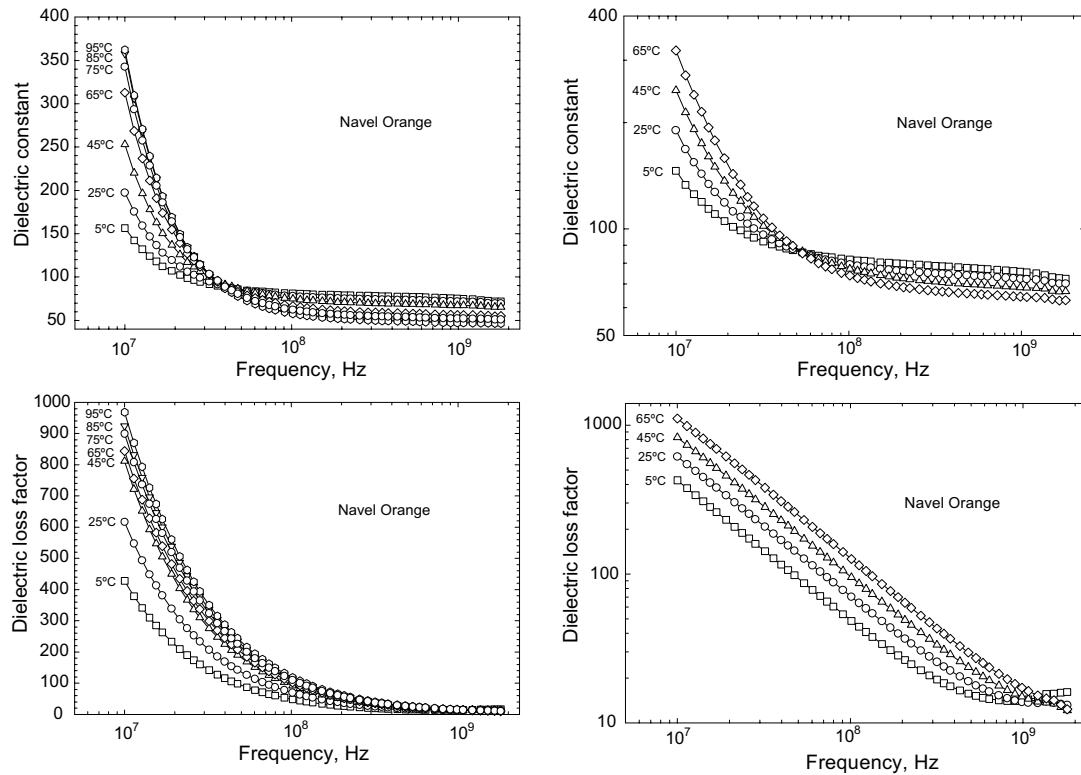 400
350
300
250
200
150
100
50
Dielectric constant
95ºC
85ºC
75ºC
65ºC
45ºC
25ºC
5ºC
Navel Orange
10⁷
10⁸
10⁹
Frequency, Hz
400
100
50
Dielectric constant
65ºC
45ºC
25ºC
5ºC
Navel Orange
10⁷
10⁸
10⁹
Frequency, Hz
1000
900
800
700
600
500
400
300
200
100
0
Dielectric loss factor
95ºC
85ºC
75ºC
65ºC
45ºC
25ºC
5ºC
Navel Orange
10⁷
10⁸
10⁹
Frequency, Hz
1000
100
10
Dielectric loss factor
65ºC
45ºC
25ºC
5ºC
Navel Orange
10⁷
10⁸
10⁹
Frequency, Hz